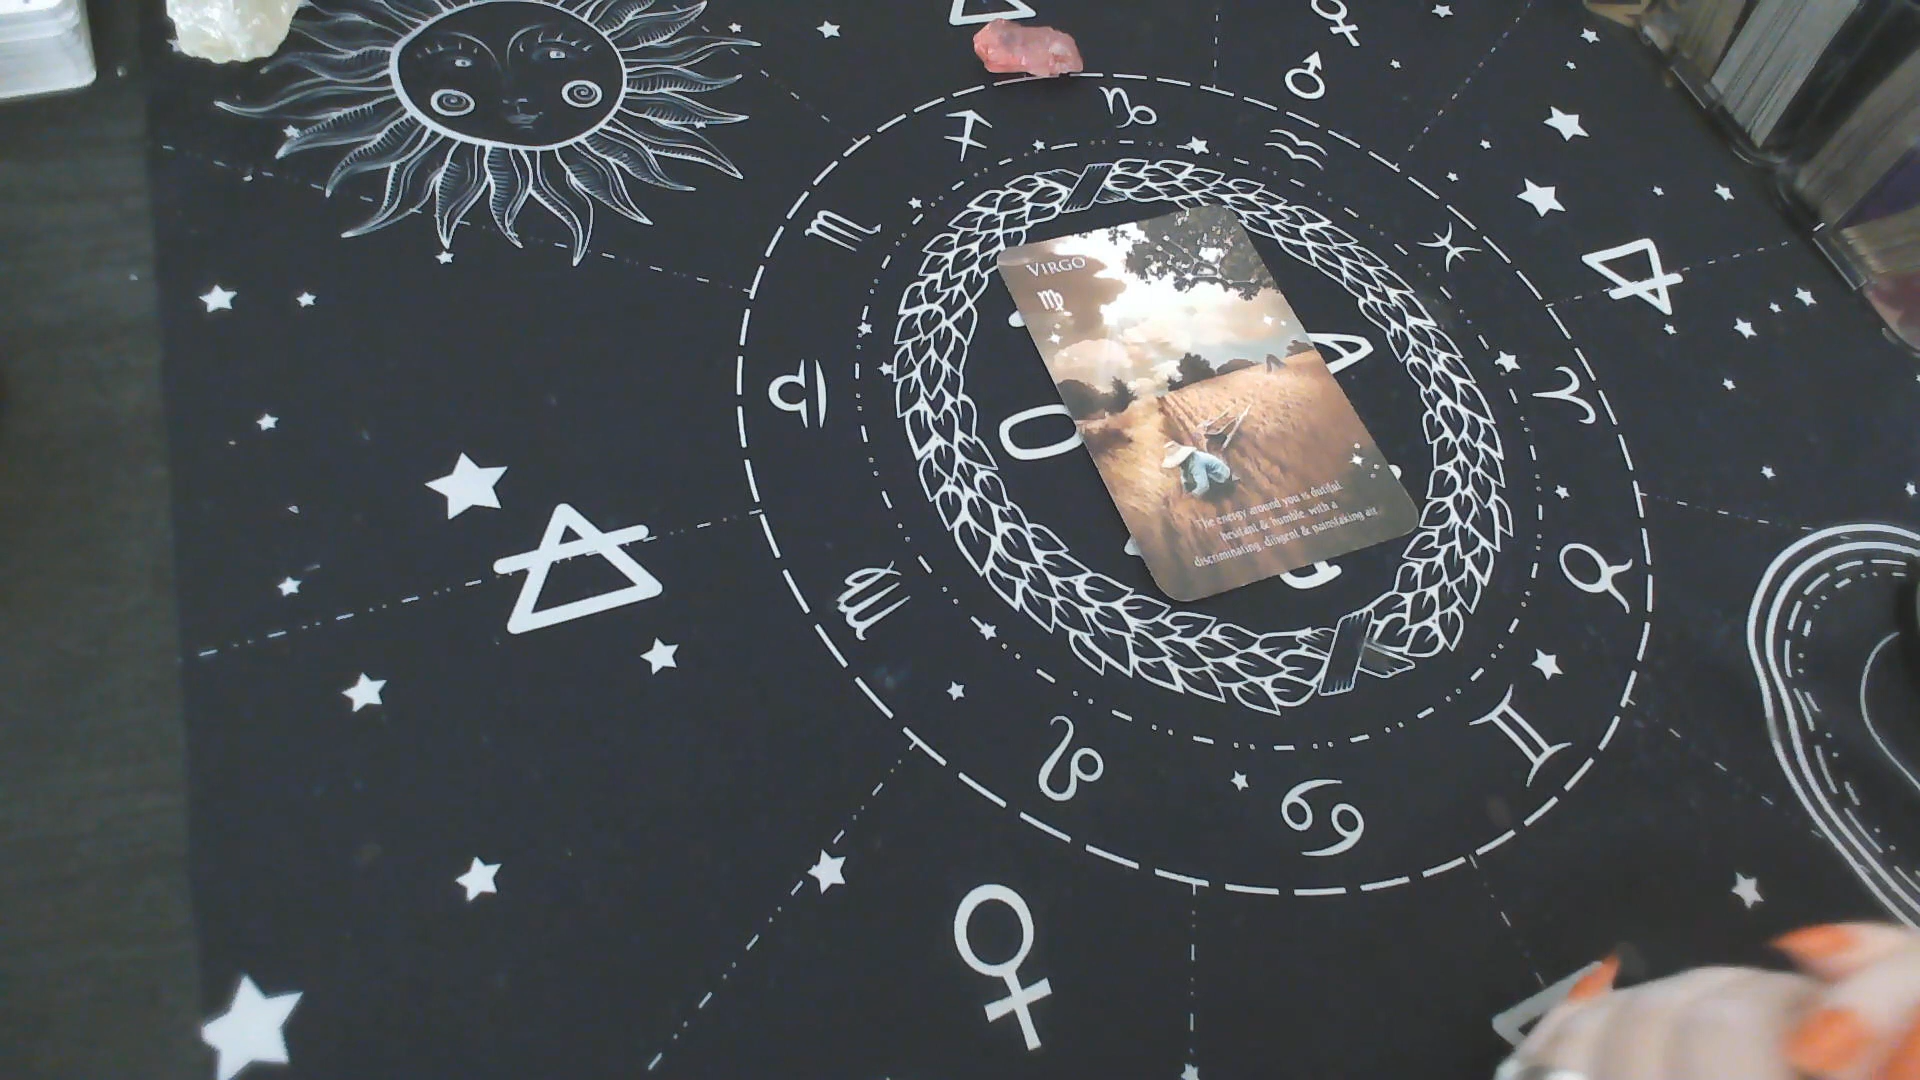 VIRGO
The energy around you is dutiful
hesitant & humble with a
discriminating, diligent & painstaking air.